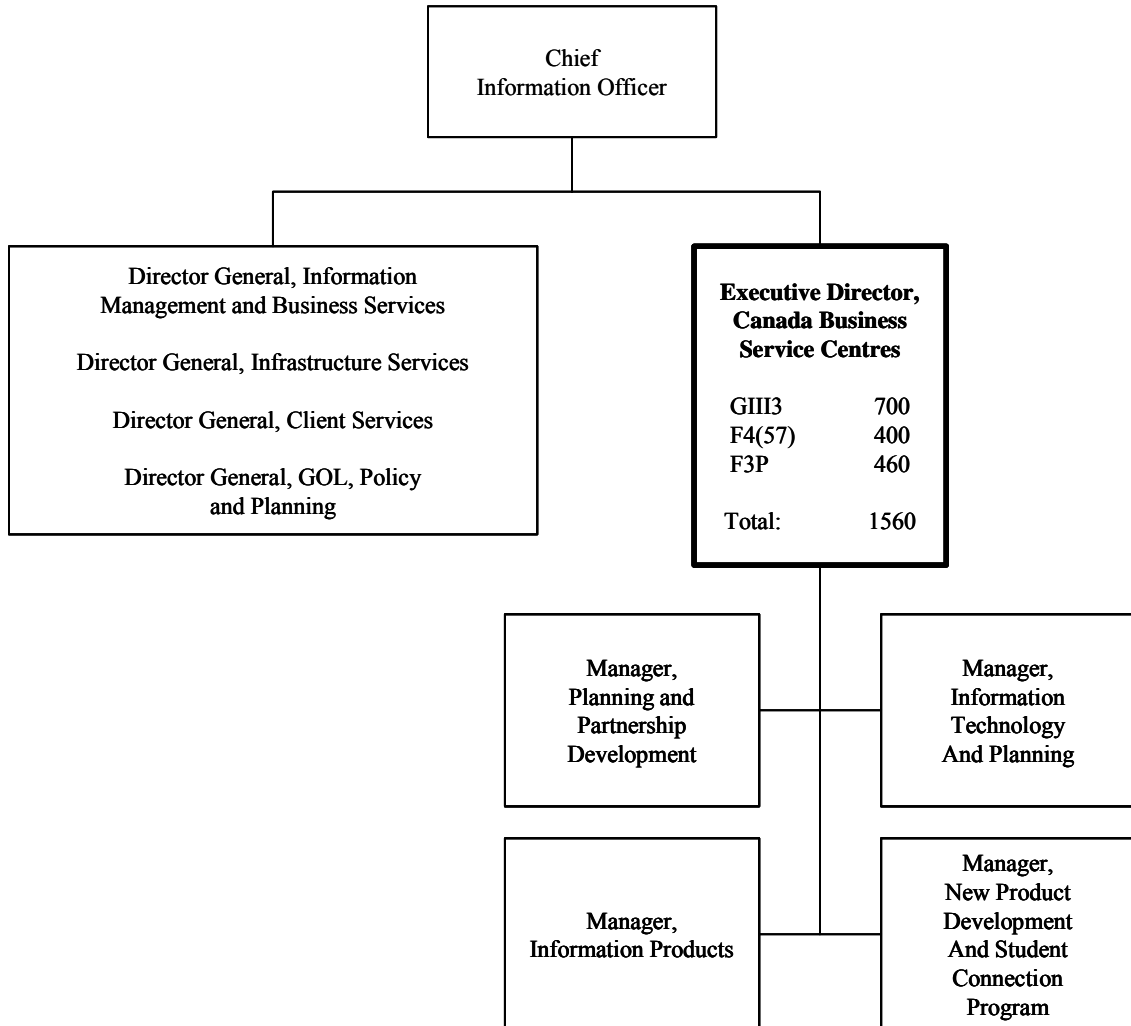 Chief
Information Officer
Director General, Information
Management and Business Services
Director General, Infrastructure Services
Director General, Client Services
Director General, GOL, Policy
and Planning
Executive Director,
Canada Business
Service Centres
GIII3 700
F4(57) 400
F3P 460
Total: 1560
Manager,
Planning and
Partnership
Development
Manager,
Information
Technology
And Planning
Manager,
Information Products
Manager,
New Product
Development
And Student
Connection
Program